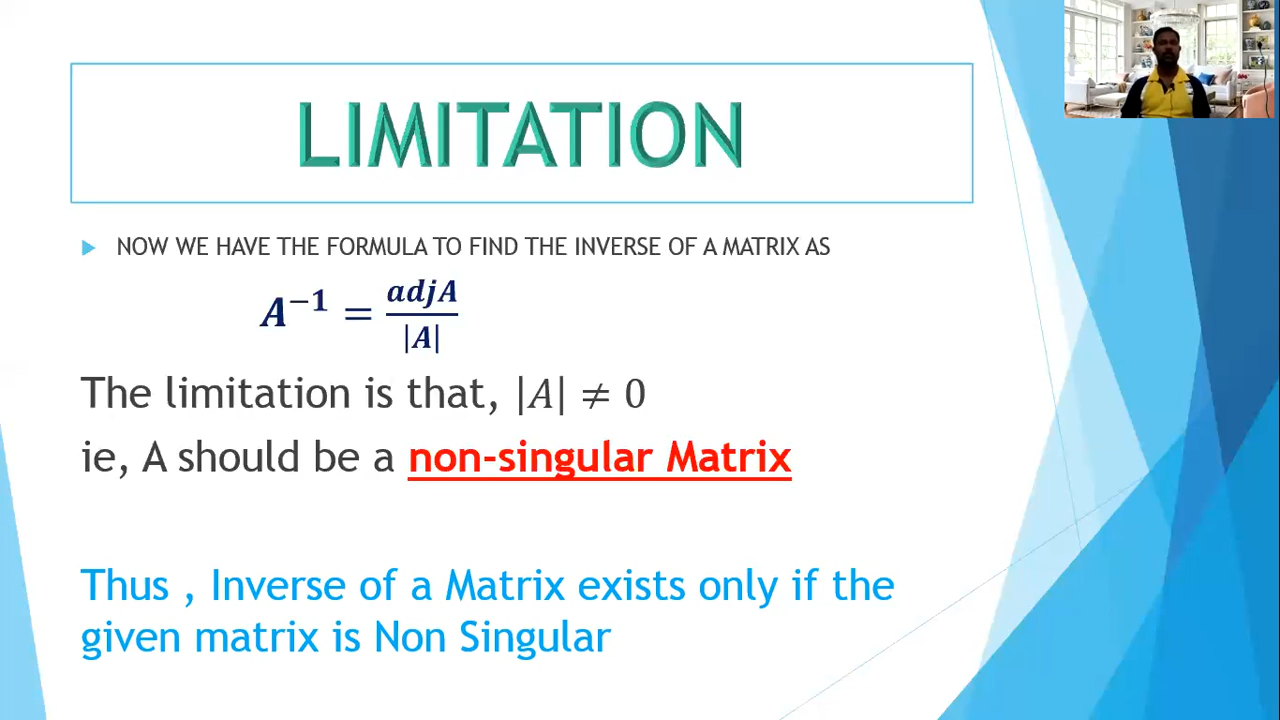 LIMITATION
NOW WE HAVE THE FORMULA TO FIND THE INVERSE OF A MATRIX AS
A⁻¹ = adjA / |A|
The limitation is that, |A| ≠ 0
ie, A should be a non-singular Matrix
Thus , Inverse of a Matrix exists only if the
given matrix is Non Singular